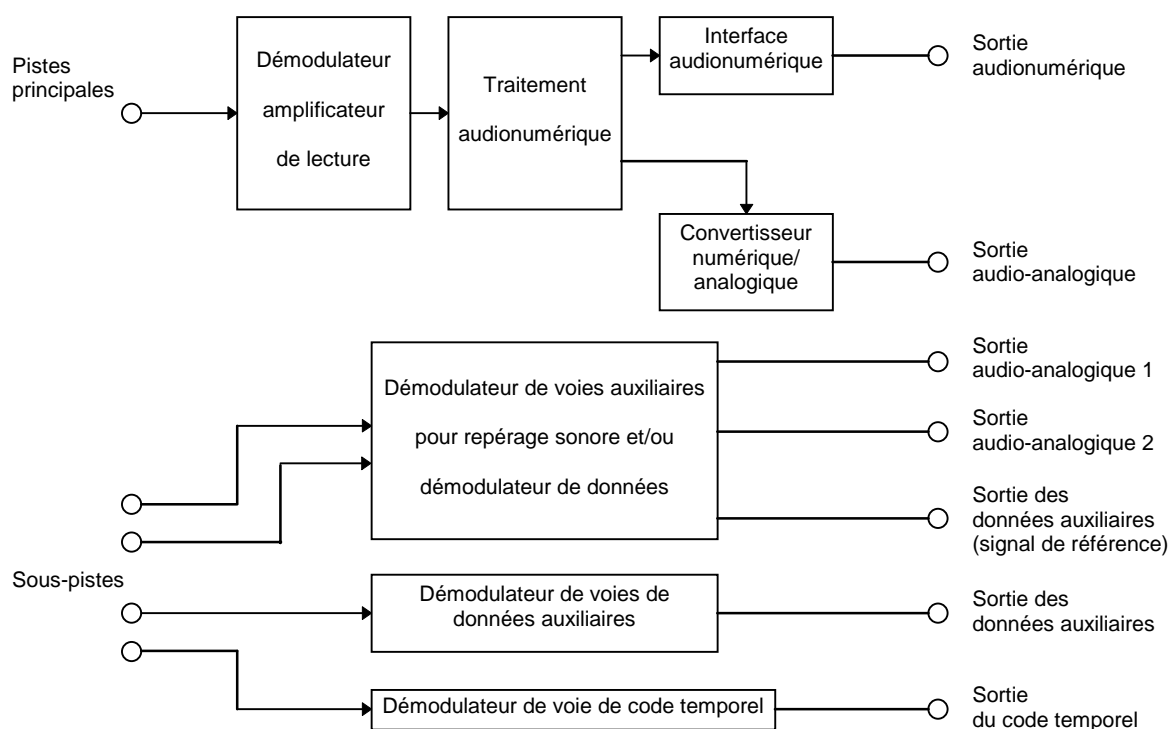 Pistes
principales
Démodulateur
amplificateur
de lecture
Traitement
audionumérique
Interface
audionumérique
Sortie
audionumérique
Convertisseur
numérique/
analogique
Sortie
audio-analogique
Sous-pistes
Démodulateur de voies auxiliaires
pour repérage sonore et/ou
démodulateur de données
Sortie
audio-analogique 1
Sortie
audio-analogique 2
Sortie des
données auxiliaires
(signal de référence)
Démodulateur de voies de
données auxiliaires
Sortie des
données auxiliaires
Démodulateur de voie de code temporel
Sortie
du code temporel